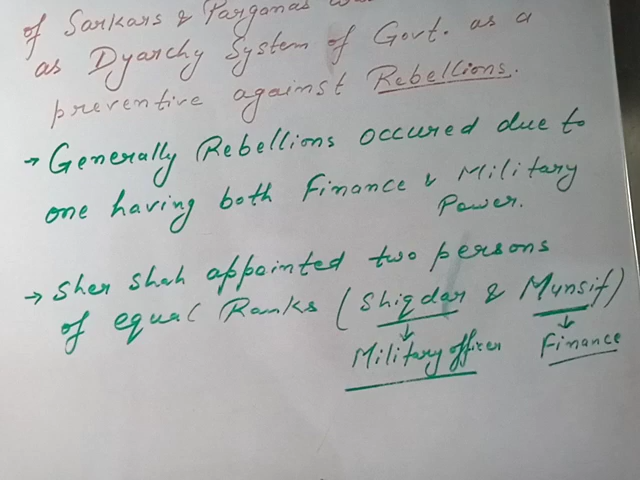 of Sarkars & Parganas
as Dyarchy System of Govt. as a
preventive against Rebellions.
→ Generally Rebellions occured due to
one having both Finance & Military
Power.
→ Sher Shah appointed two persons
of equal Ranks (Shiqdar & Munsif)
↓ ↓
Military officer Finance